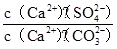 c (Ca²⁺)?(SO₄²⁻)
c (Ca²⁺)?(CO₃²⁻)